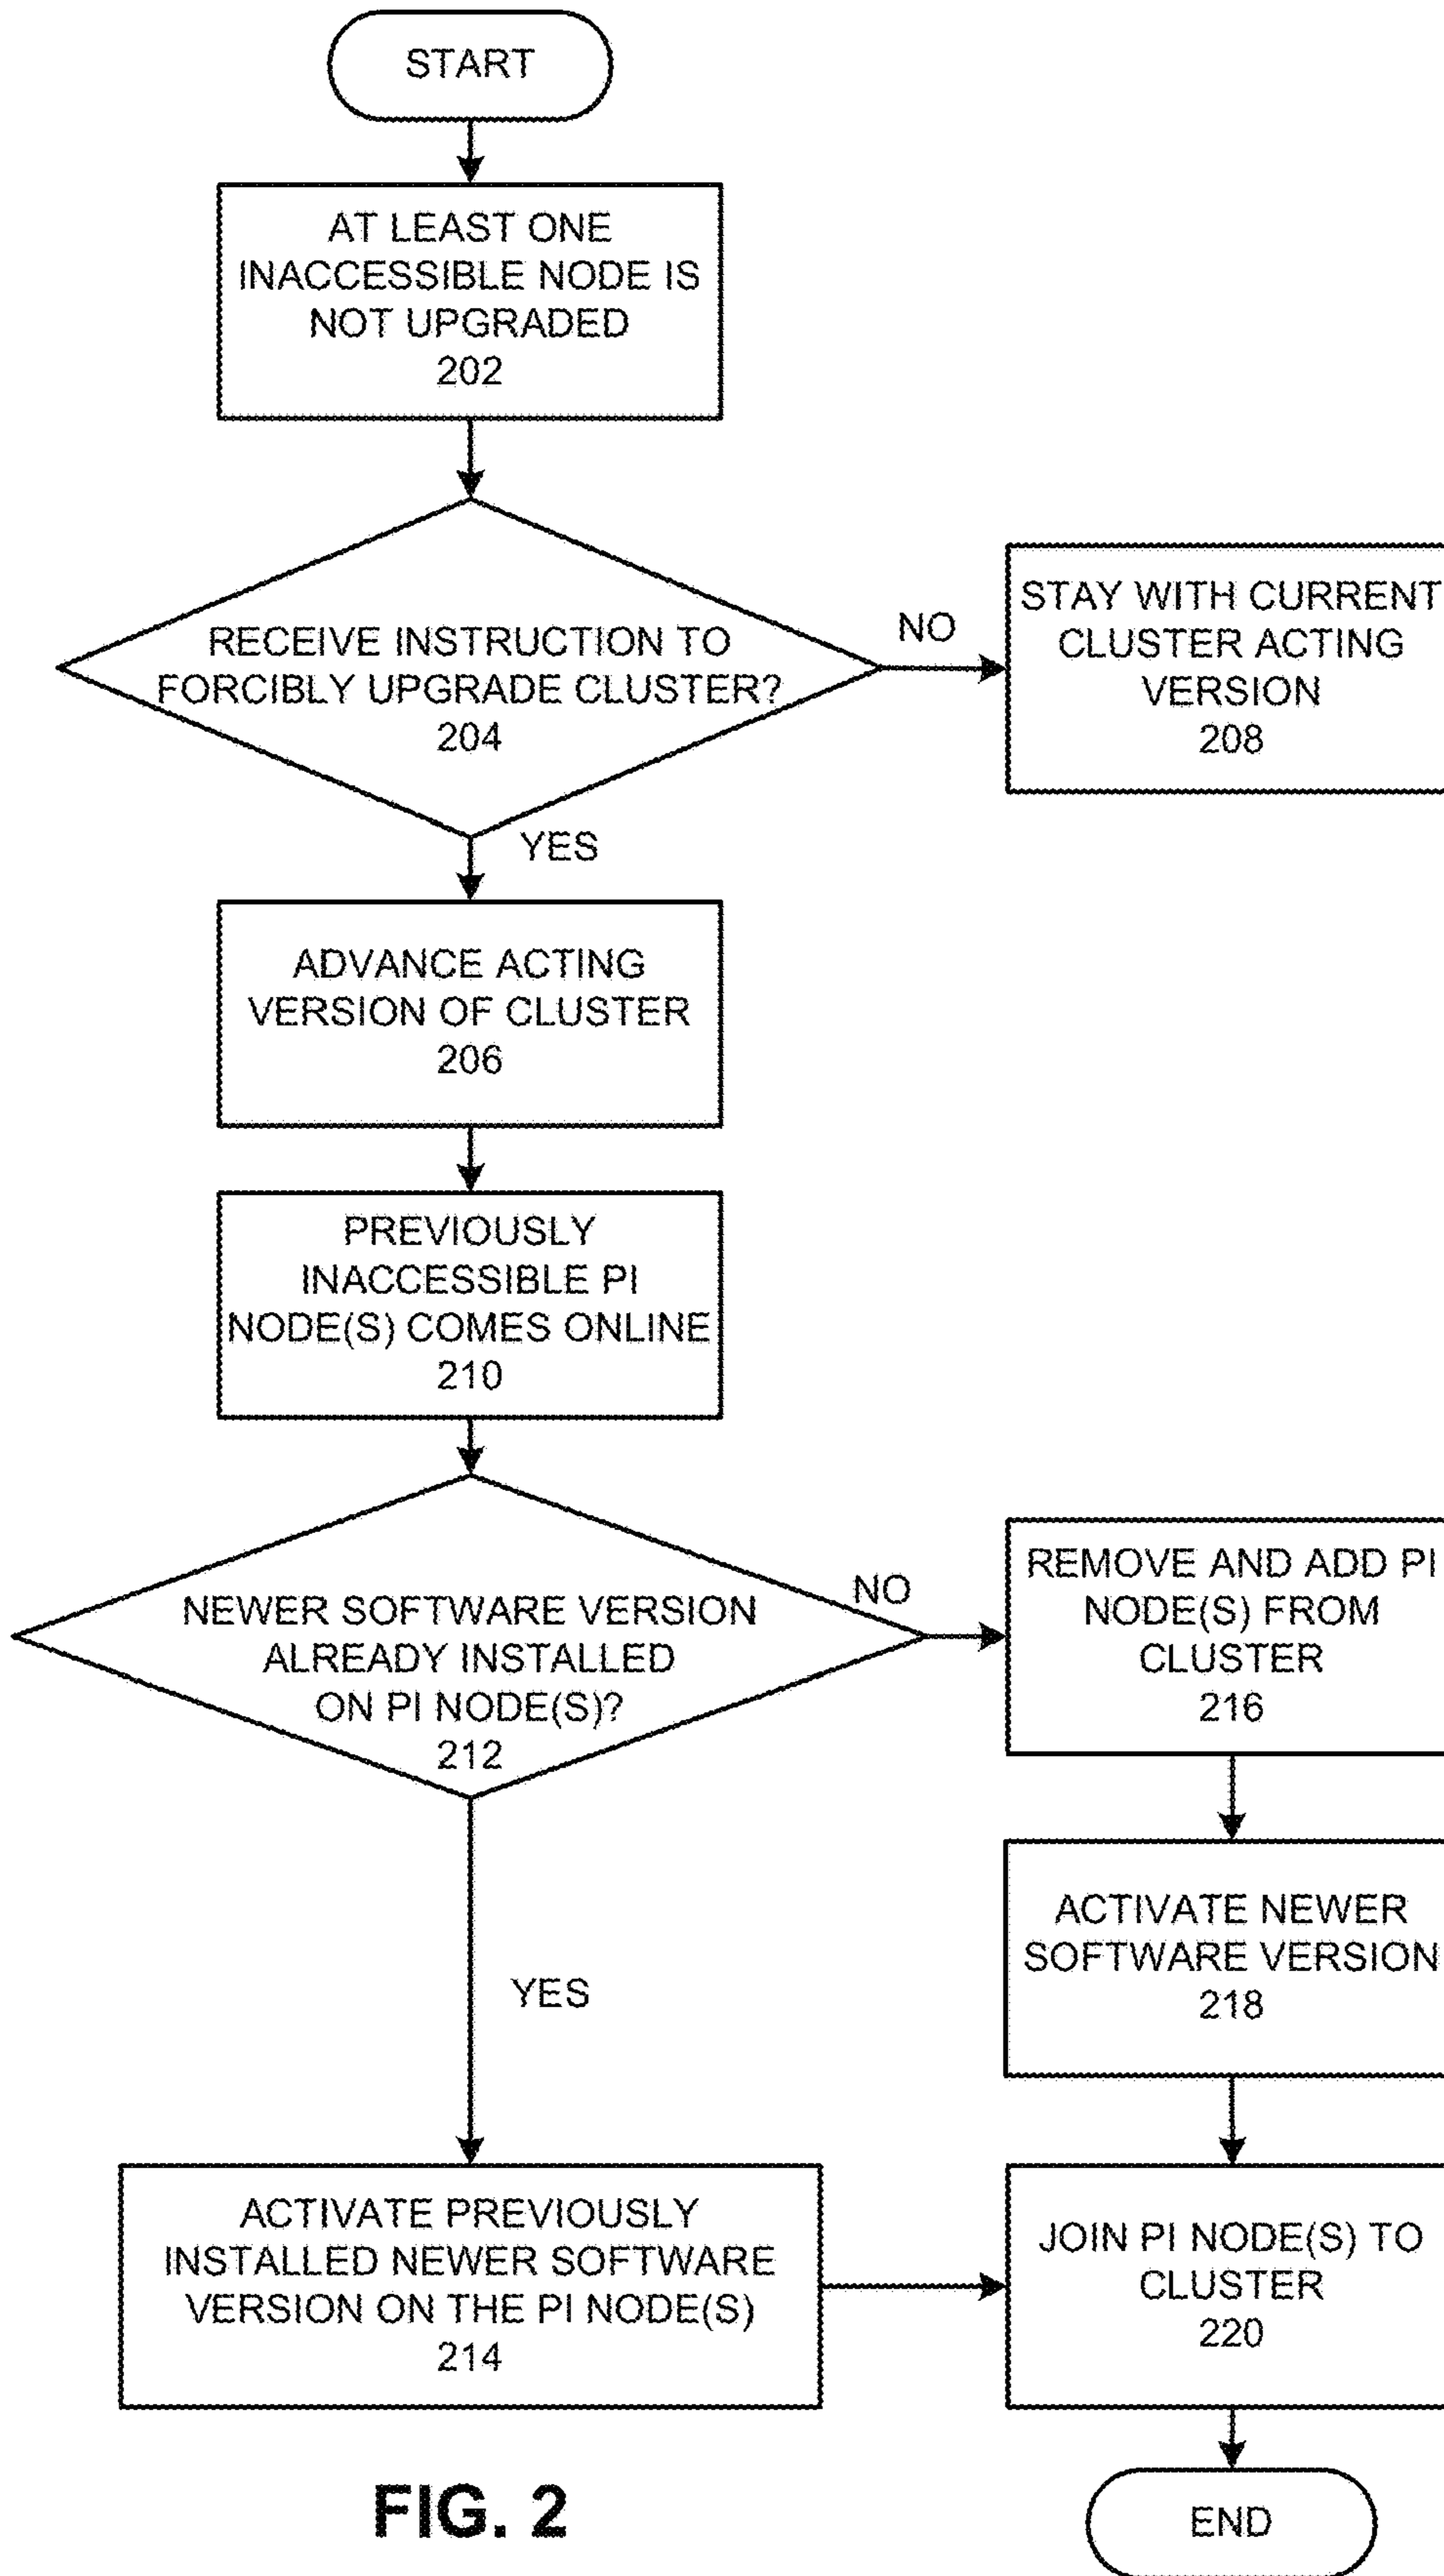 START
AT LEAST ONE
INACCESSIBLE NODE IS
NOT UPGRADED
202
RECEIVE INSTRUCTION TO
FORCIBLY UPGRADE CLUSTER?
204
NO
STAY WITH CURRENT
CLUSTER ACTING
VERSION
208
YES
ADVANCE ACTING
VERSION OF CLUSTER
206
PREVIOUSLY
INACCESSIBLE PI
NODE(S) COMES ONLINE
210
NEWER SOFTWARE VERSION
ALREADY INSTALLED
ON PI NODE(S)?
212
NO
REMOVE AND ADD PI
NODE(S) FROM
CLUSTER
216
ACTIVATE NEWER
SOFTWARE VERSION
218
YES
ACTIVATE PREVIOUSLY
INSTALLED NEWER SOFTWARE
VERSION ON THE PI NODE(S)
214
JOIN PI NODE(S) TO
CLUSTER
220
END
FIG. 2